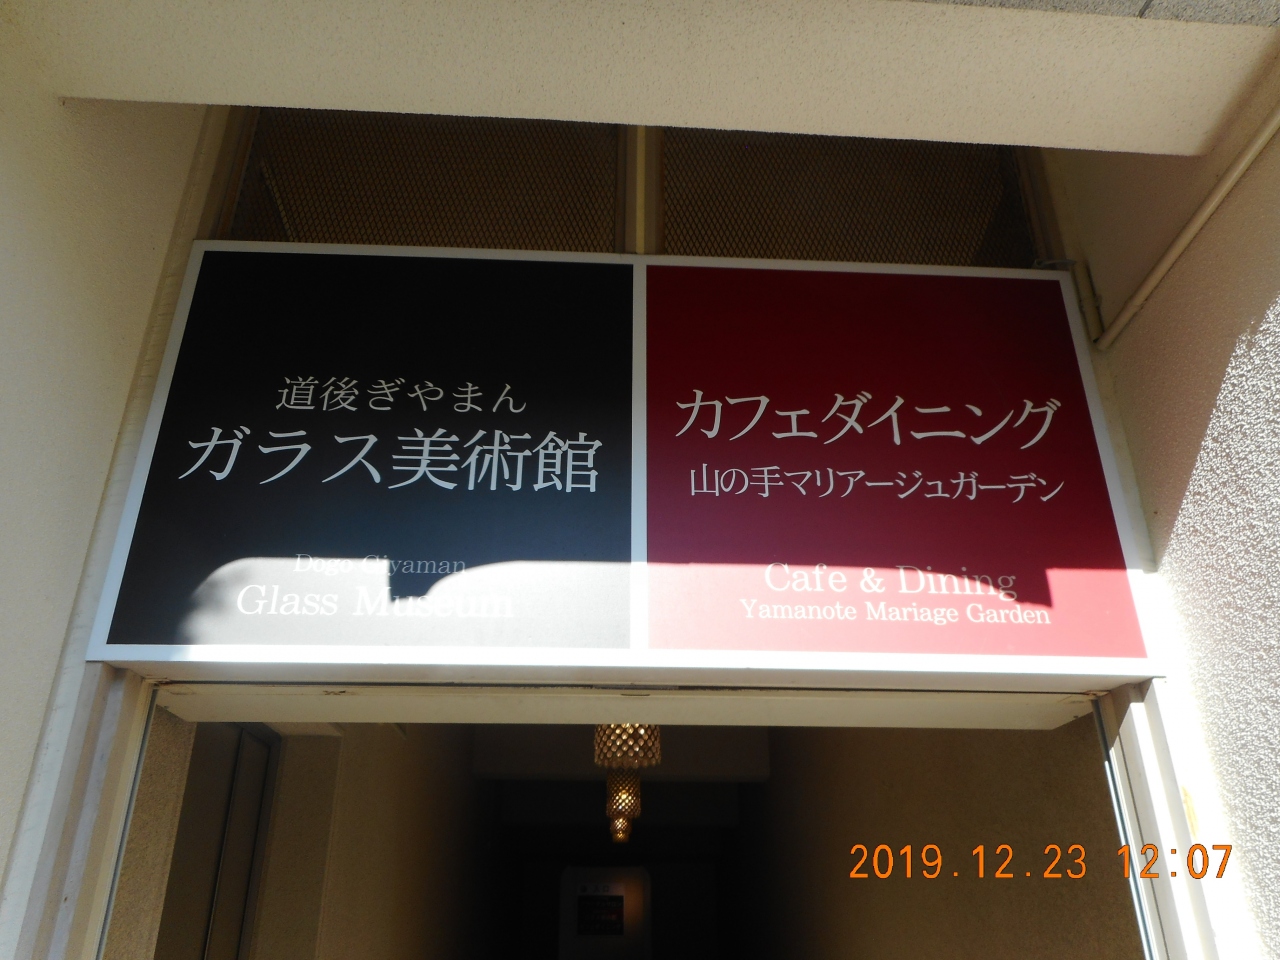 道後ぎやまん
ガラス美術館
Dogo Giyaman
Glass Museum
カフェダイニング
山の手マリアージュガーデン
Cafe & Dining
Yamanote Mariage Garden
2019.12.23 12:07